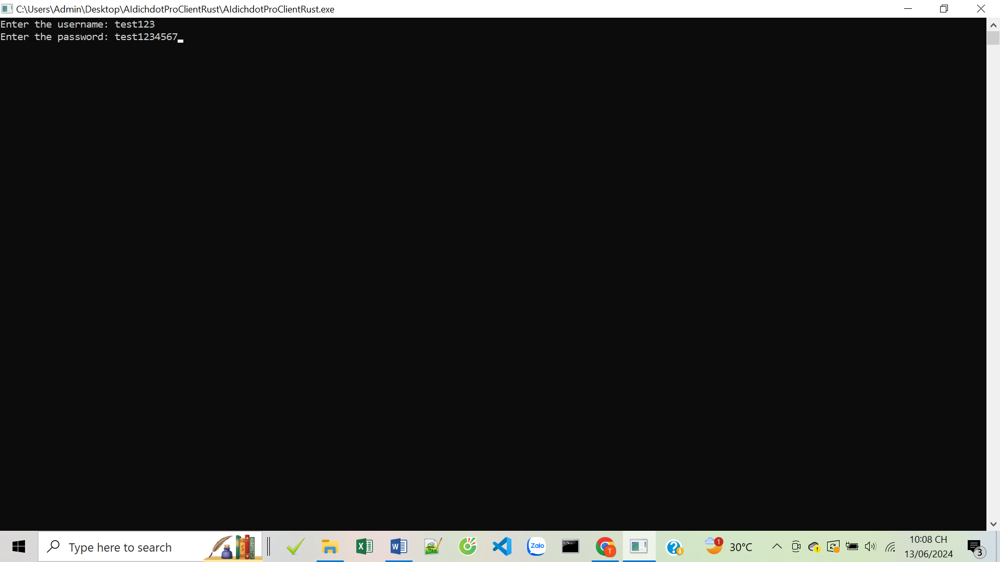 C:\Users\Admin\Desktop\AIdichdotProClientRust\AIdichdotProClientRust.exe
Enter the username: test123
Enter the password: test1234567
Type here to search
Zalo
T
1
30°C
10:08 CH
13/06/2024
3